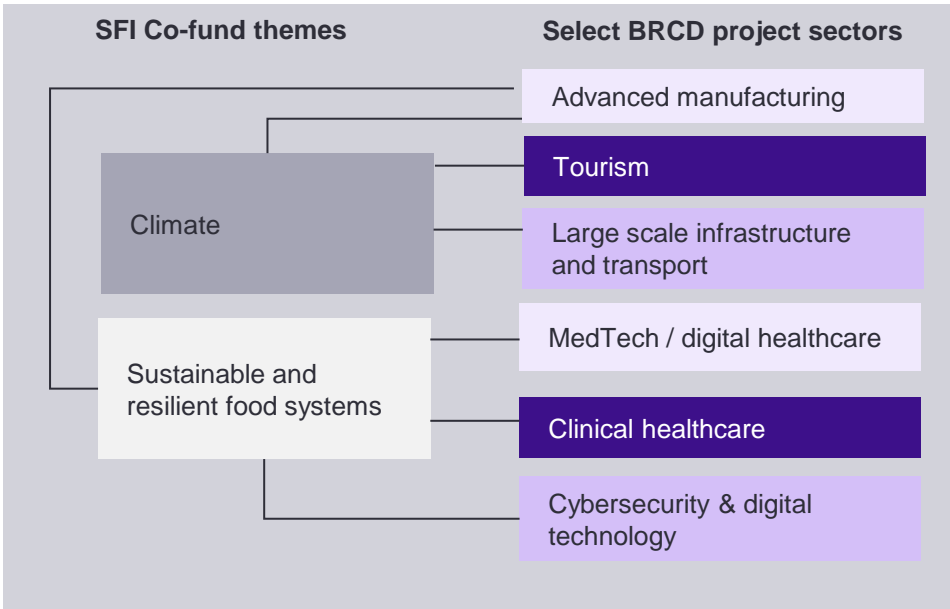 SFI Co-fund themes
Select BRCD project sectors
Advanced manufacturing
Tourism
Climate
Large scale infrastructure
and transport
MedTech / digital healthcare
Sustainable and
resilient food systems
Clinical healthcare
Cybersecurity & digital
technology